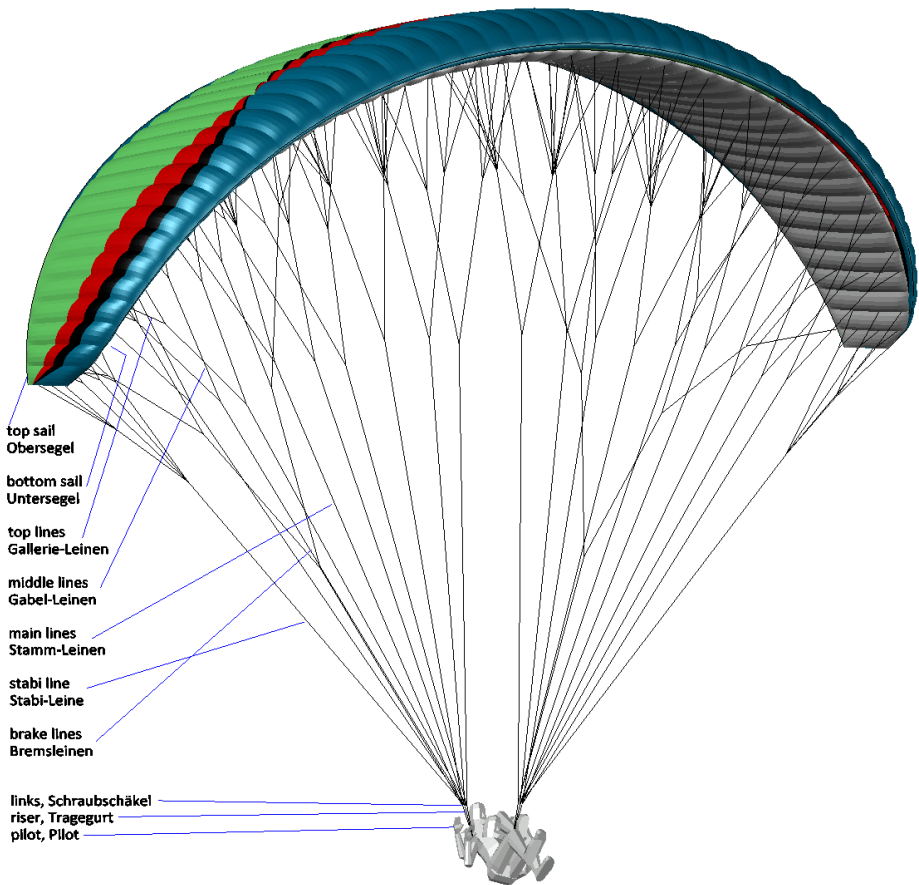 top sail
Obersegel
bottom sail
Untersegel
top lines
Gallerie-Leinen
middle lines
Gabel-Leinen
main lines
Stamm-Leinen
stabi line
Stabi-Leine
brake lines
Bremsleinen
links, Schraubschäkel
riser, Tragegurt
pilot, Pilot